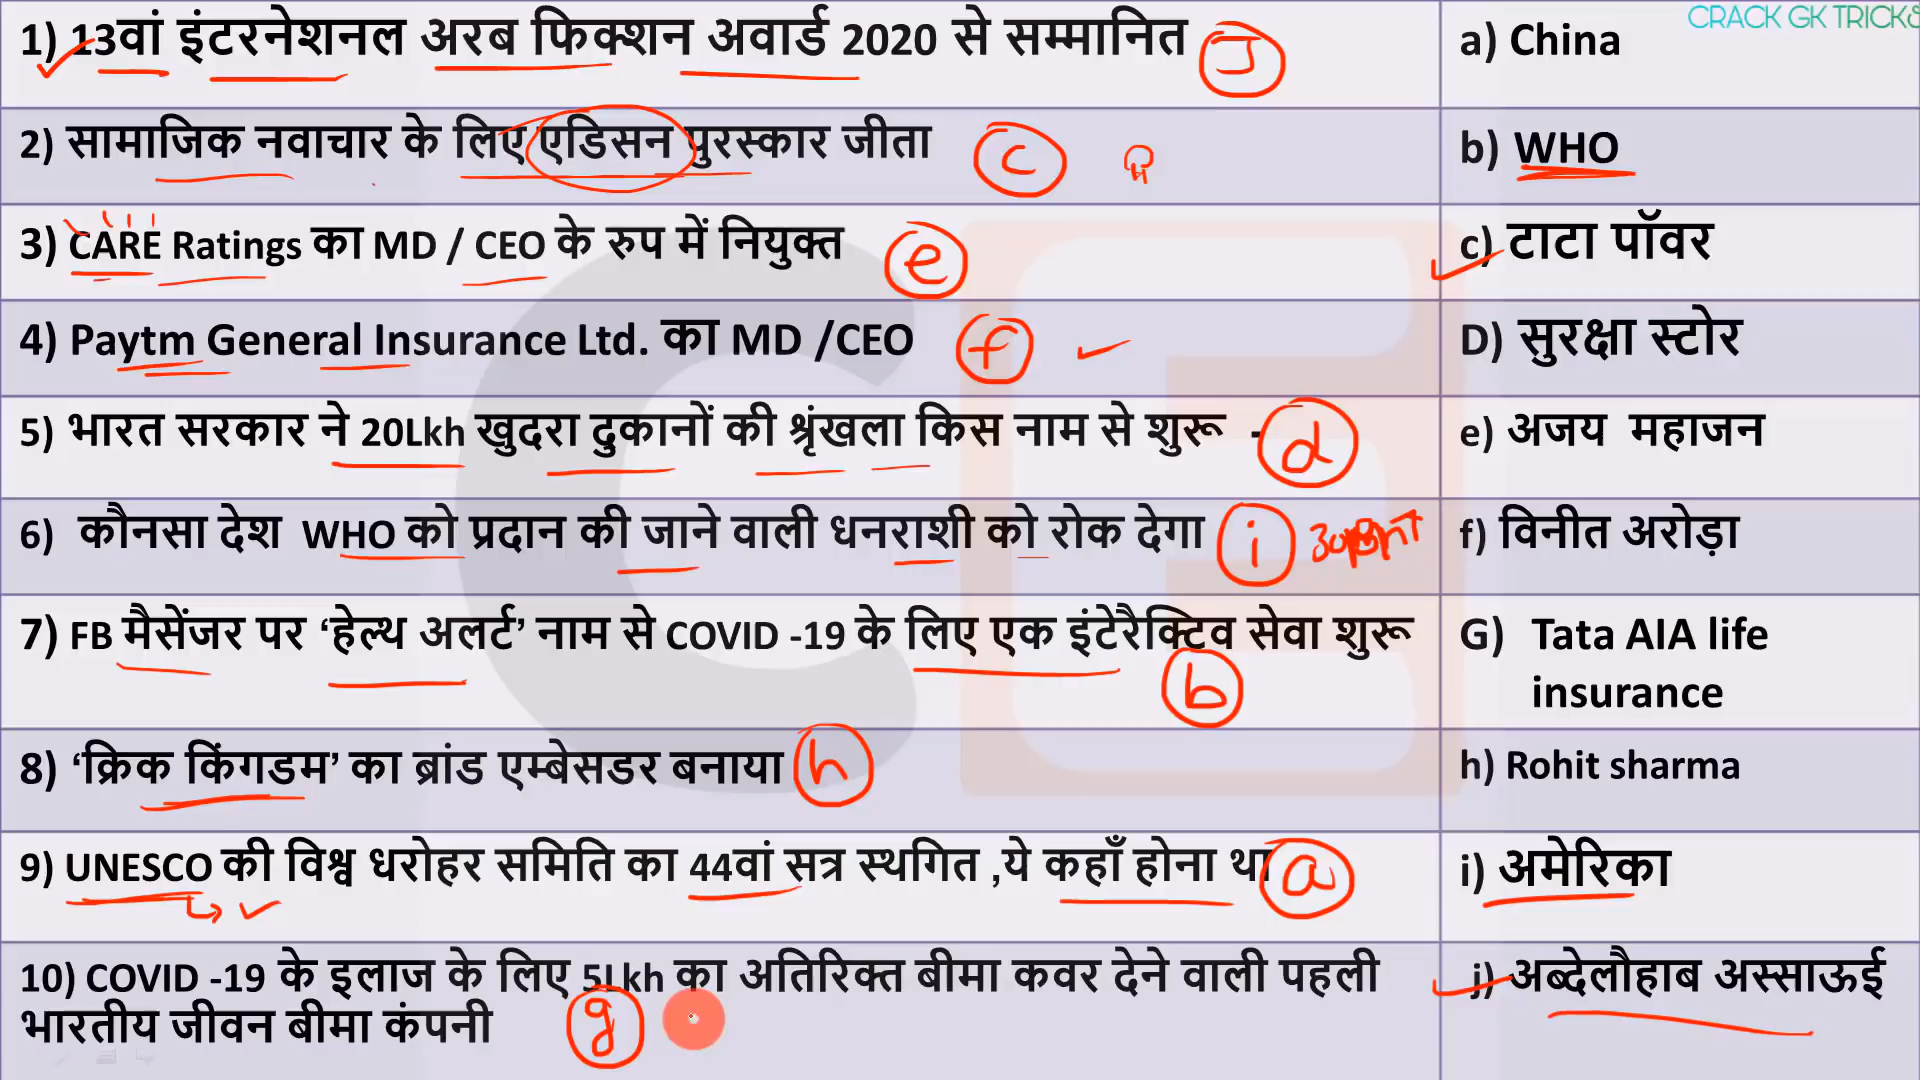 CRACK GK TRICKS
1) 13वां इंटरनेशनल अरब फिक्शन अवार्ड 2020 से सम्मानित J
a) China
2) सामाजिक नवाचार के लिए एडिसन पुरस्कार जीता c
b) WHO
3) CARE Ratings का MD / CEO के रुप में नियुक्त e
c) टाटा पॉवर
4) Paytm General Insurance Ltd. का MD /CEO f
D) सुरक्षा स्टोर
5) भारत सरकार ने 20Lkh खुदरा दुकानों की श्रृंखला किस नाम से शुरू - d
e) अजय महाजन
6) कौनसा देश WHO को प्रदान की जाने वाली धनराशी को रोक देगा i
f) विनीत अरोड़ा
7) FB मैसेंजर पर ‘हेल्थ अलर्ट’ नाम से COVID -19 के लिए एक इंटेरैक्टिव सेवा शुरू
b
G) Tata AIA life
insurance
8) ‘क्रिक किंगडम’ का ब्रांड एम्बेसडर बनाया h
h) Rohit sharma
9) UNESCO की विश्व धरोहर समिति का 44वां सत्र स्थगित ,ये कहाँ होना था a
i) अमेरिका
10) COVID -19 के इलाज के लिए 5Lkh का अतिरिक्त बीमा कवर देने वाली पहली
भारतीय जीवन बीमा कंपनी g
j) अब्देलौहाब अस्साऊई